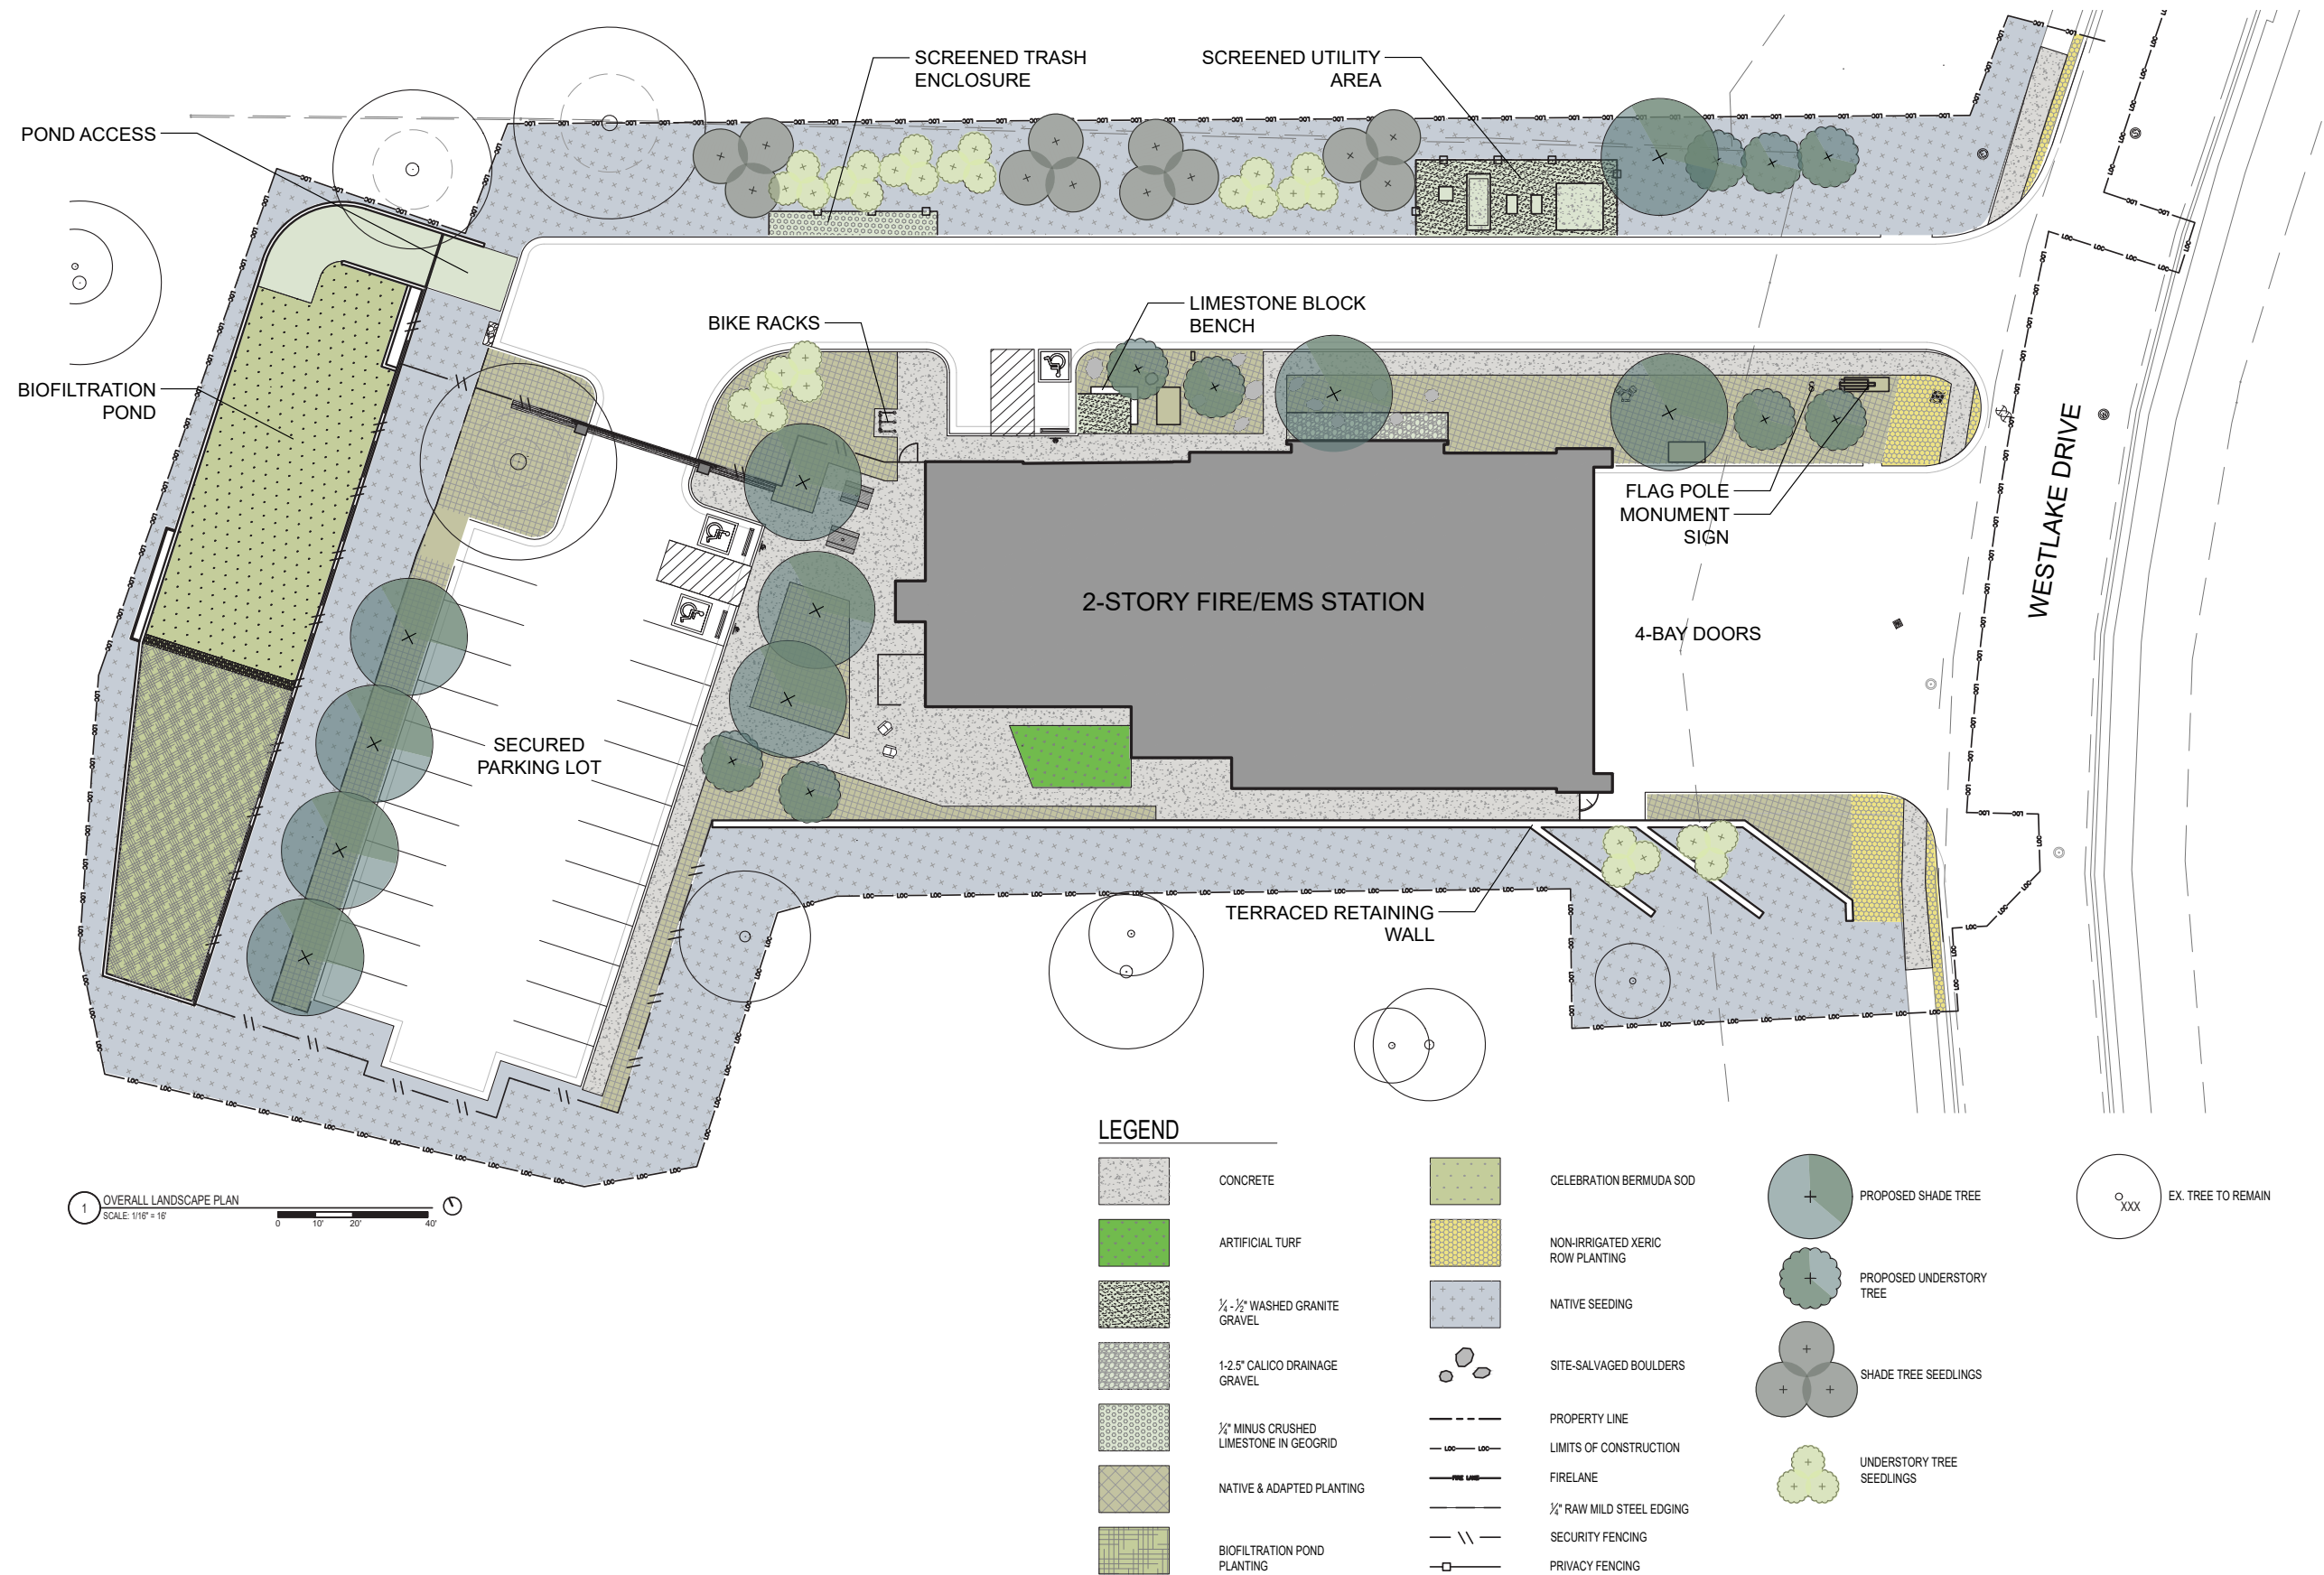 SCREENED TRASH
ENCLOSURE
SCREENED UTILITY
AREA
POND ACCESS
LIMESTONE BLOCK
BENCH
BIKE RACKS
BIOFILTRATION
POND
FLAG POLE
MONUMENT
SIGN
WESTLAKE DRIVE
2-STORY FIRE/EMS STATION
4-BAY DOORS
SECURED
PARKING LOT
TERRACED RETAINING
WALL
LEGEND
CONCRETE
ARTIFICIAL TURF
¼ - ½" WASHED GRANITE
GRAVEL
1-2.5" CALICO DRAINAGE
GRAVEL
¼" MINUS CRUSHED
LIMESTONE IN GEOGRID
NATIVE & ADAPTED PLANTING
BIOFILTRATION POND
PLANTING
CELEBRATION BERMUDA SOD
NON-IRRIGATED XERIC
ROW PLANTING
NATIVE SEEDING
SITE-SALVAGED BOULDERS
PROPERTY LINE
LOC LOC
LIMITS OF CONSTRUCTION
FIRE LANE
FIRELANE
¼" RAW MILD STEEL EDGING
SECURITY FENCING
PRIVACY FENCING
PROPOSED SHADE TREE
PROPOSED UNDERSTORY
TREE
SHADE TREE SEEDLINGS
UNDERSTORY TREE
SEEDLINGS
XXX
EX. TREE TO REMAIN
1
OVERALL LANDSCAPE PLAN
SCALE: 1/16" = 16'
0 10' 20' 40'